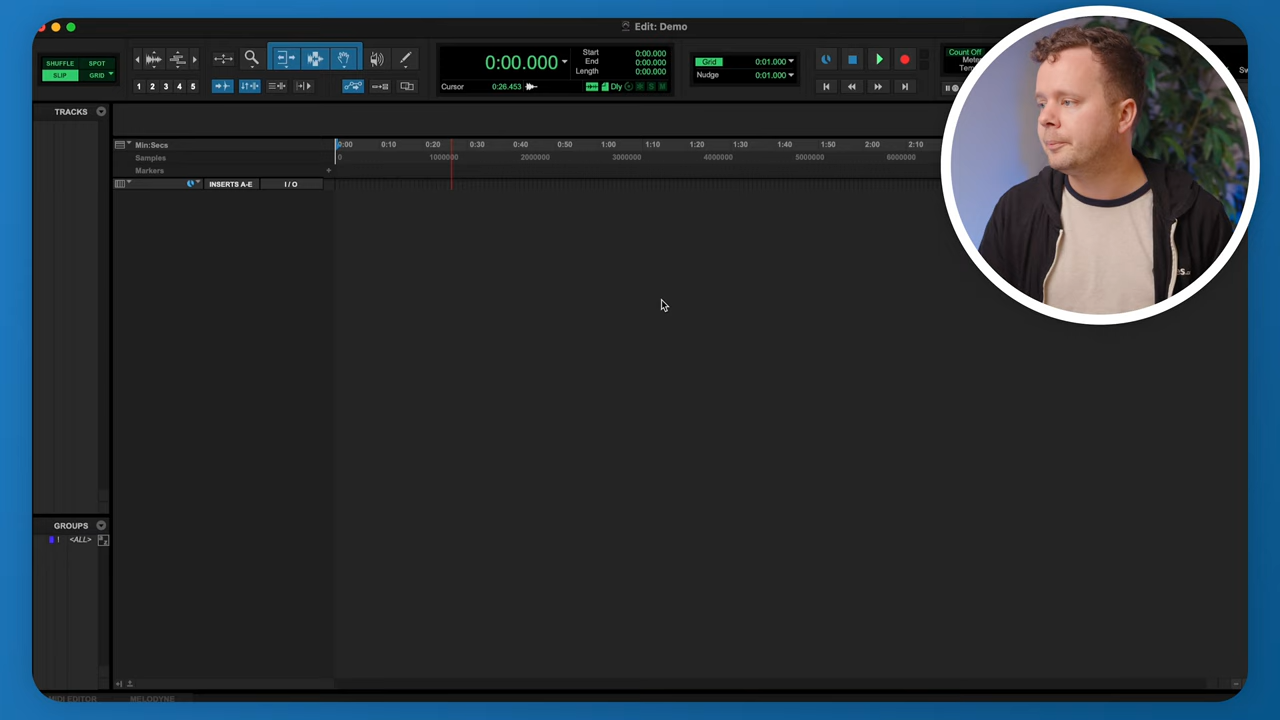 Edit: Demo
SHUFFLE SPOT
SLIP GRID
1 2 3 4 5
0:00.000
Start 0:00.000
End 0:00.000
Length 0:00.000
Cursor 0:26.453 Dly
Grid 0:01.000
Nudge 0:01.000
Count Off
TRACKS
Min:Secs 0:00 0:10 0:20 0:30 0:40 0:50 1:00 1:10 1:20 1:30 1:40 1:50 2:00 2:10
Samples 0 1000000 2000000 3000000 4000000 5000000 6000000
Markers
INSERTS A-E I / O
GROUPS
! <ALL>
MIDI EDITOR MELODYNE